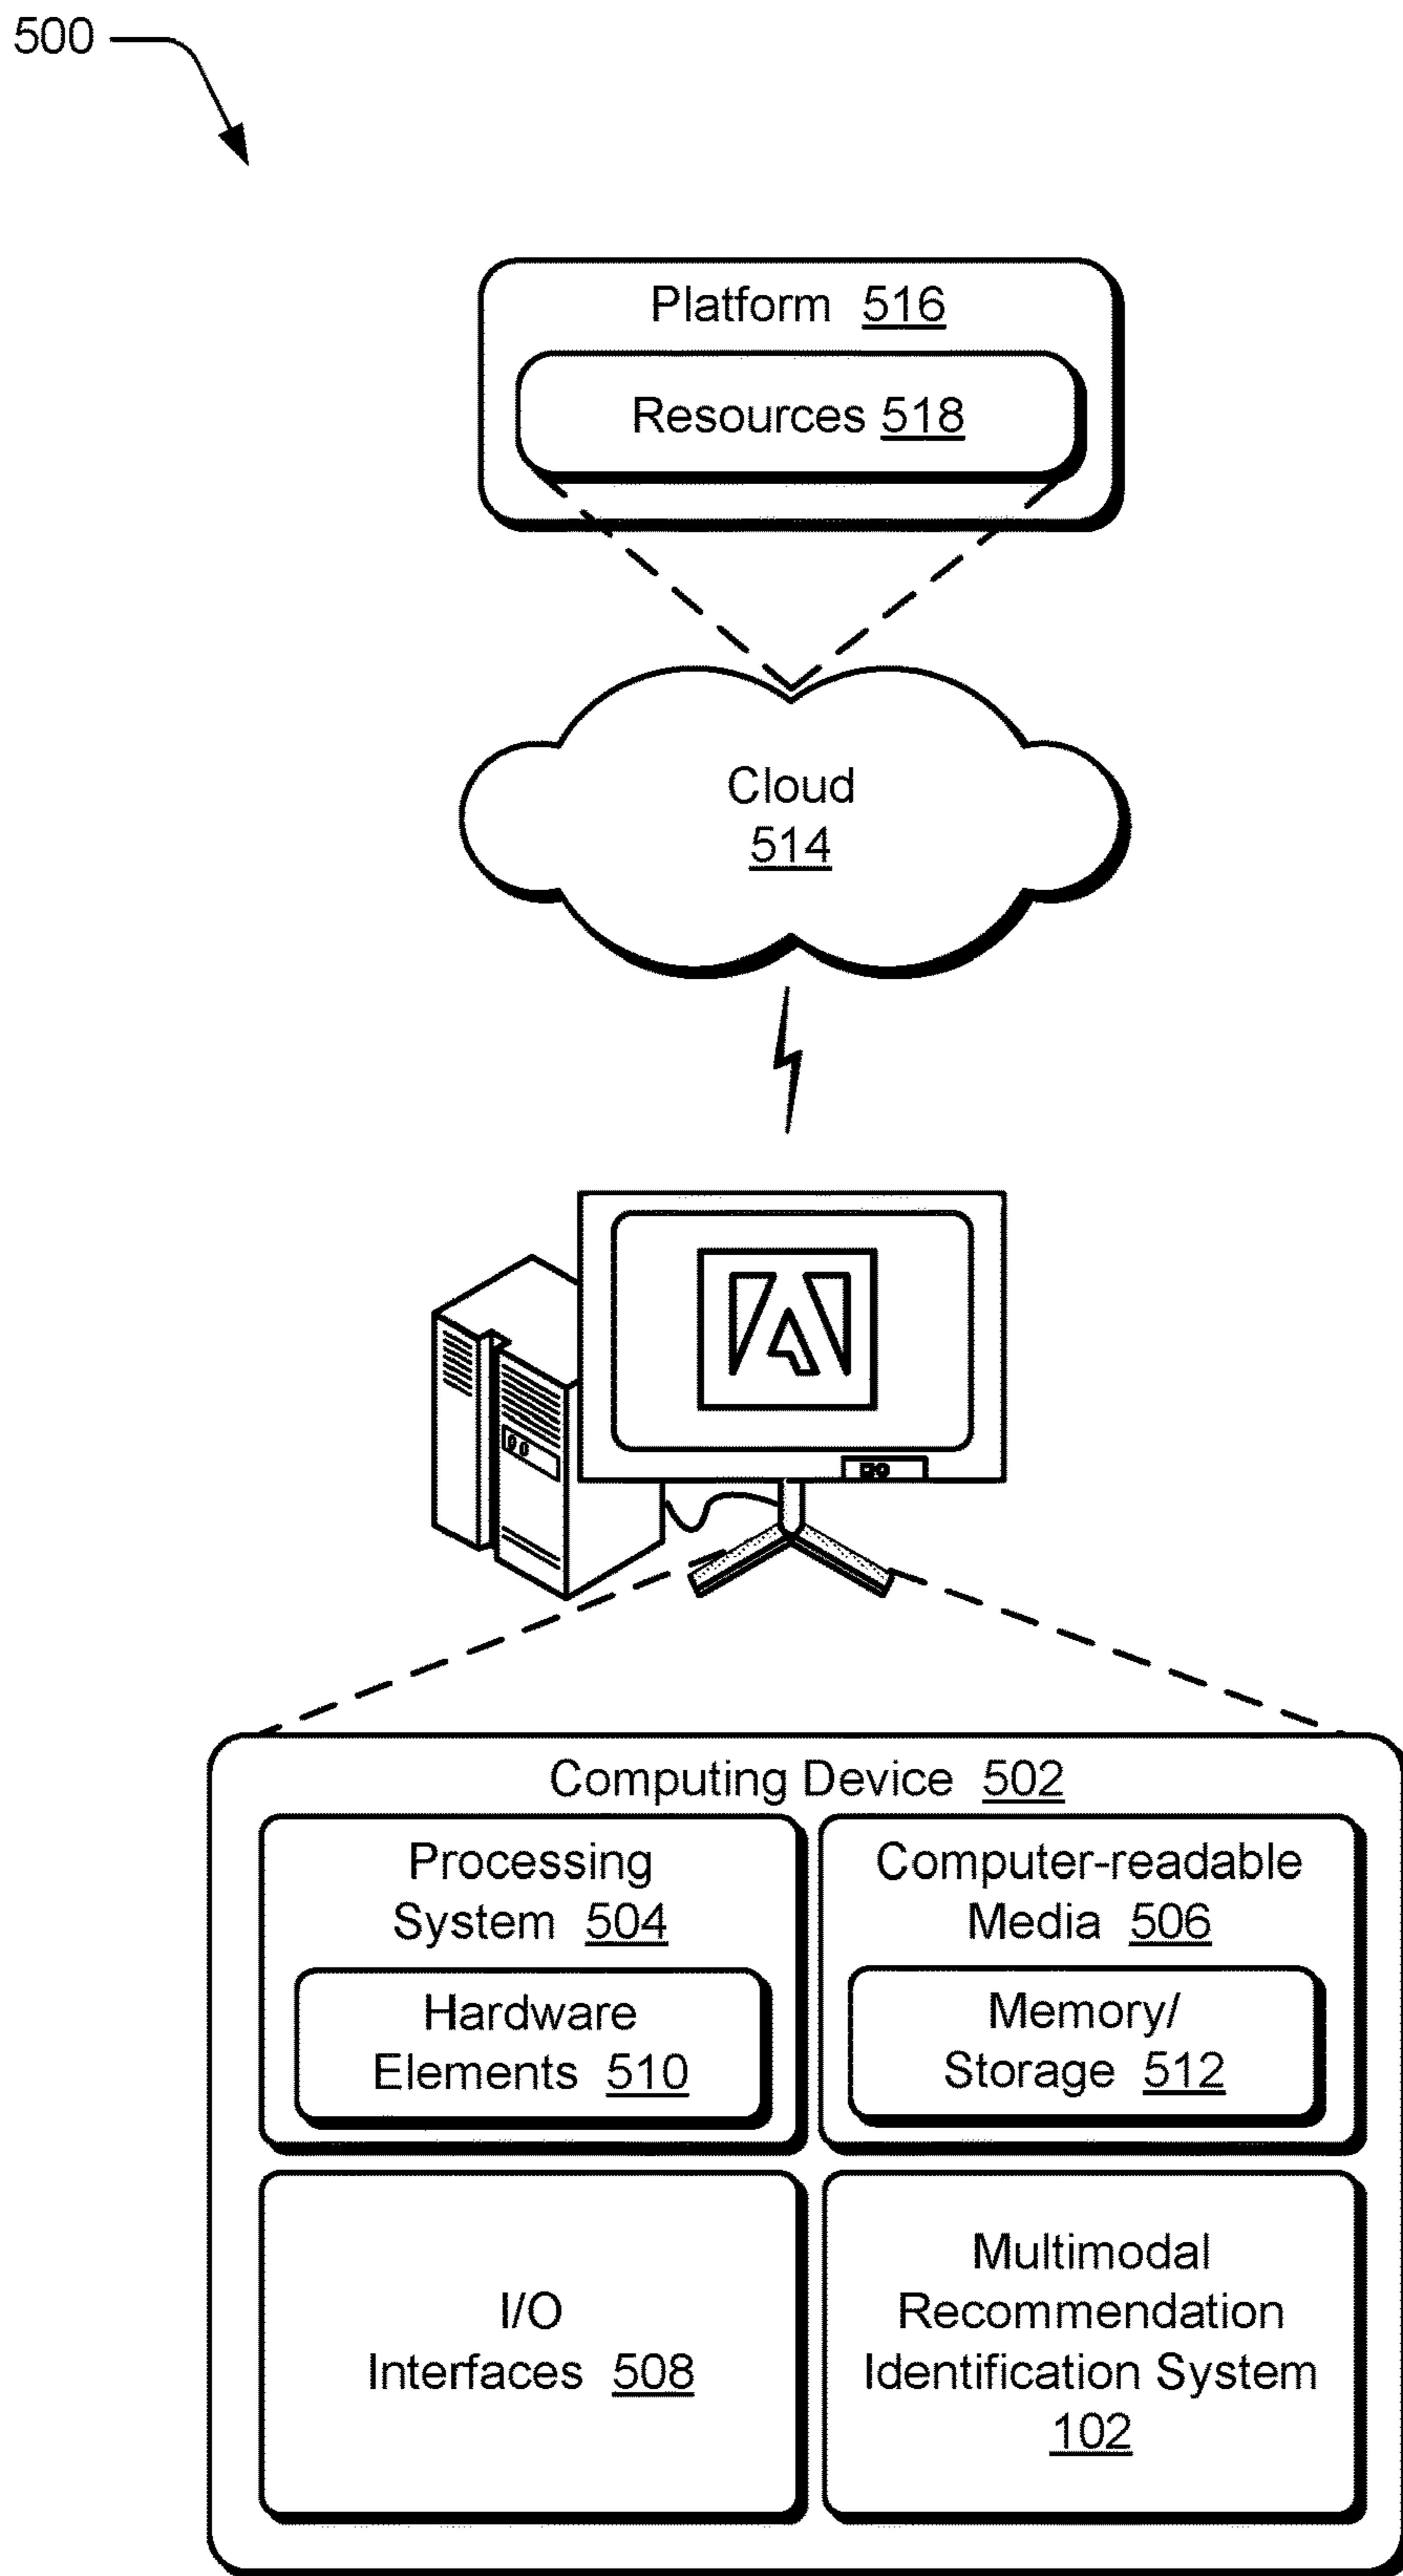 500
Platform 516
Resources 518
Cloud
514
Computing Device 502
Processing
System 504
Hardware
Elements 510
Computer-readable
Media 506
Memory/
Storage 512
I/O
Interfaces 508
Multimodal
Recommendation
Identification System
102